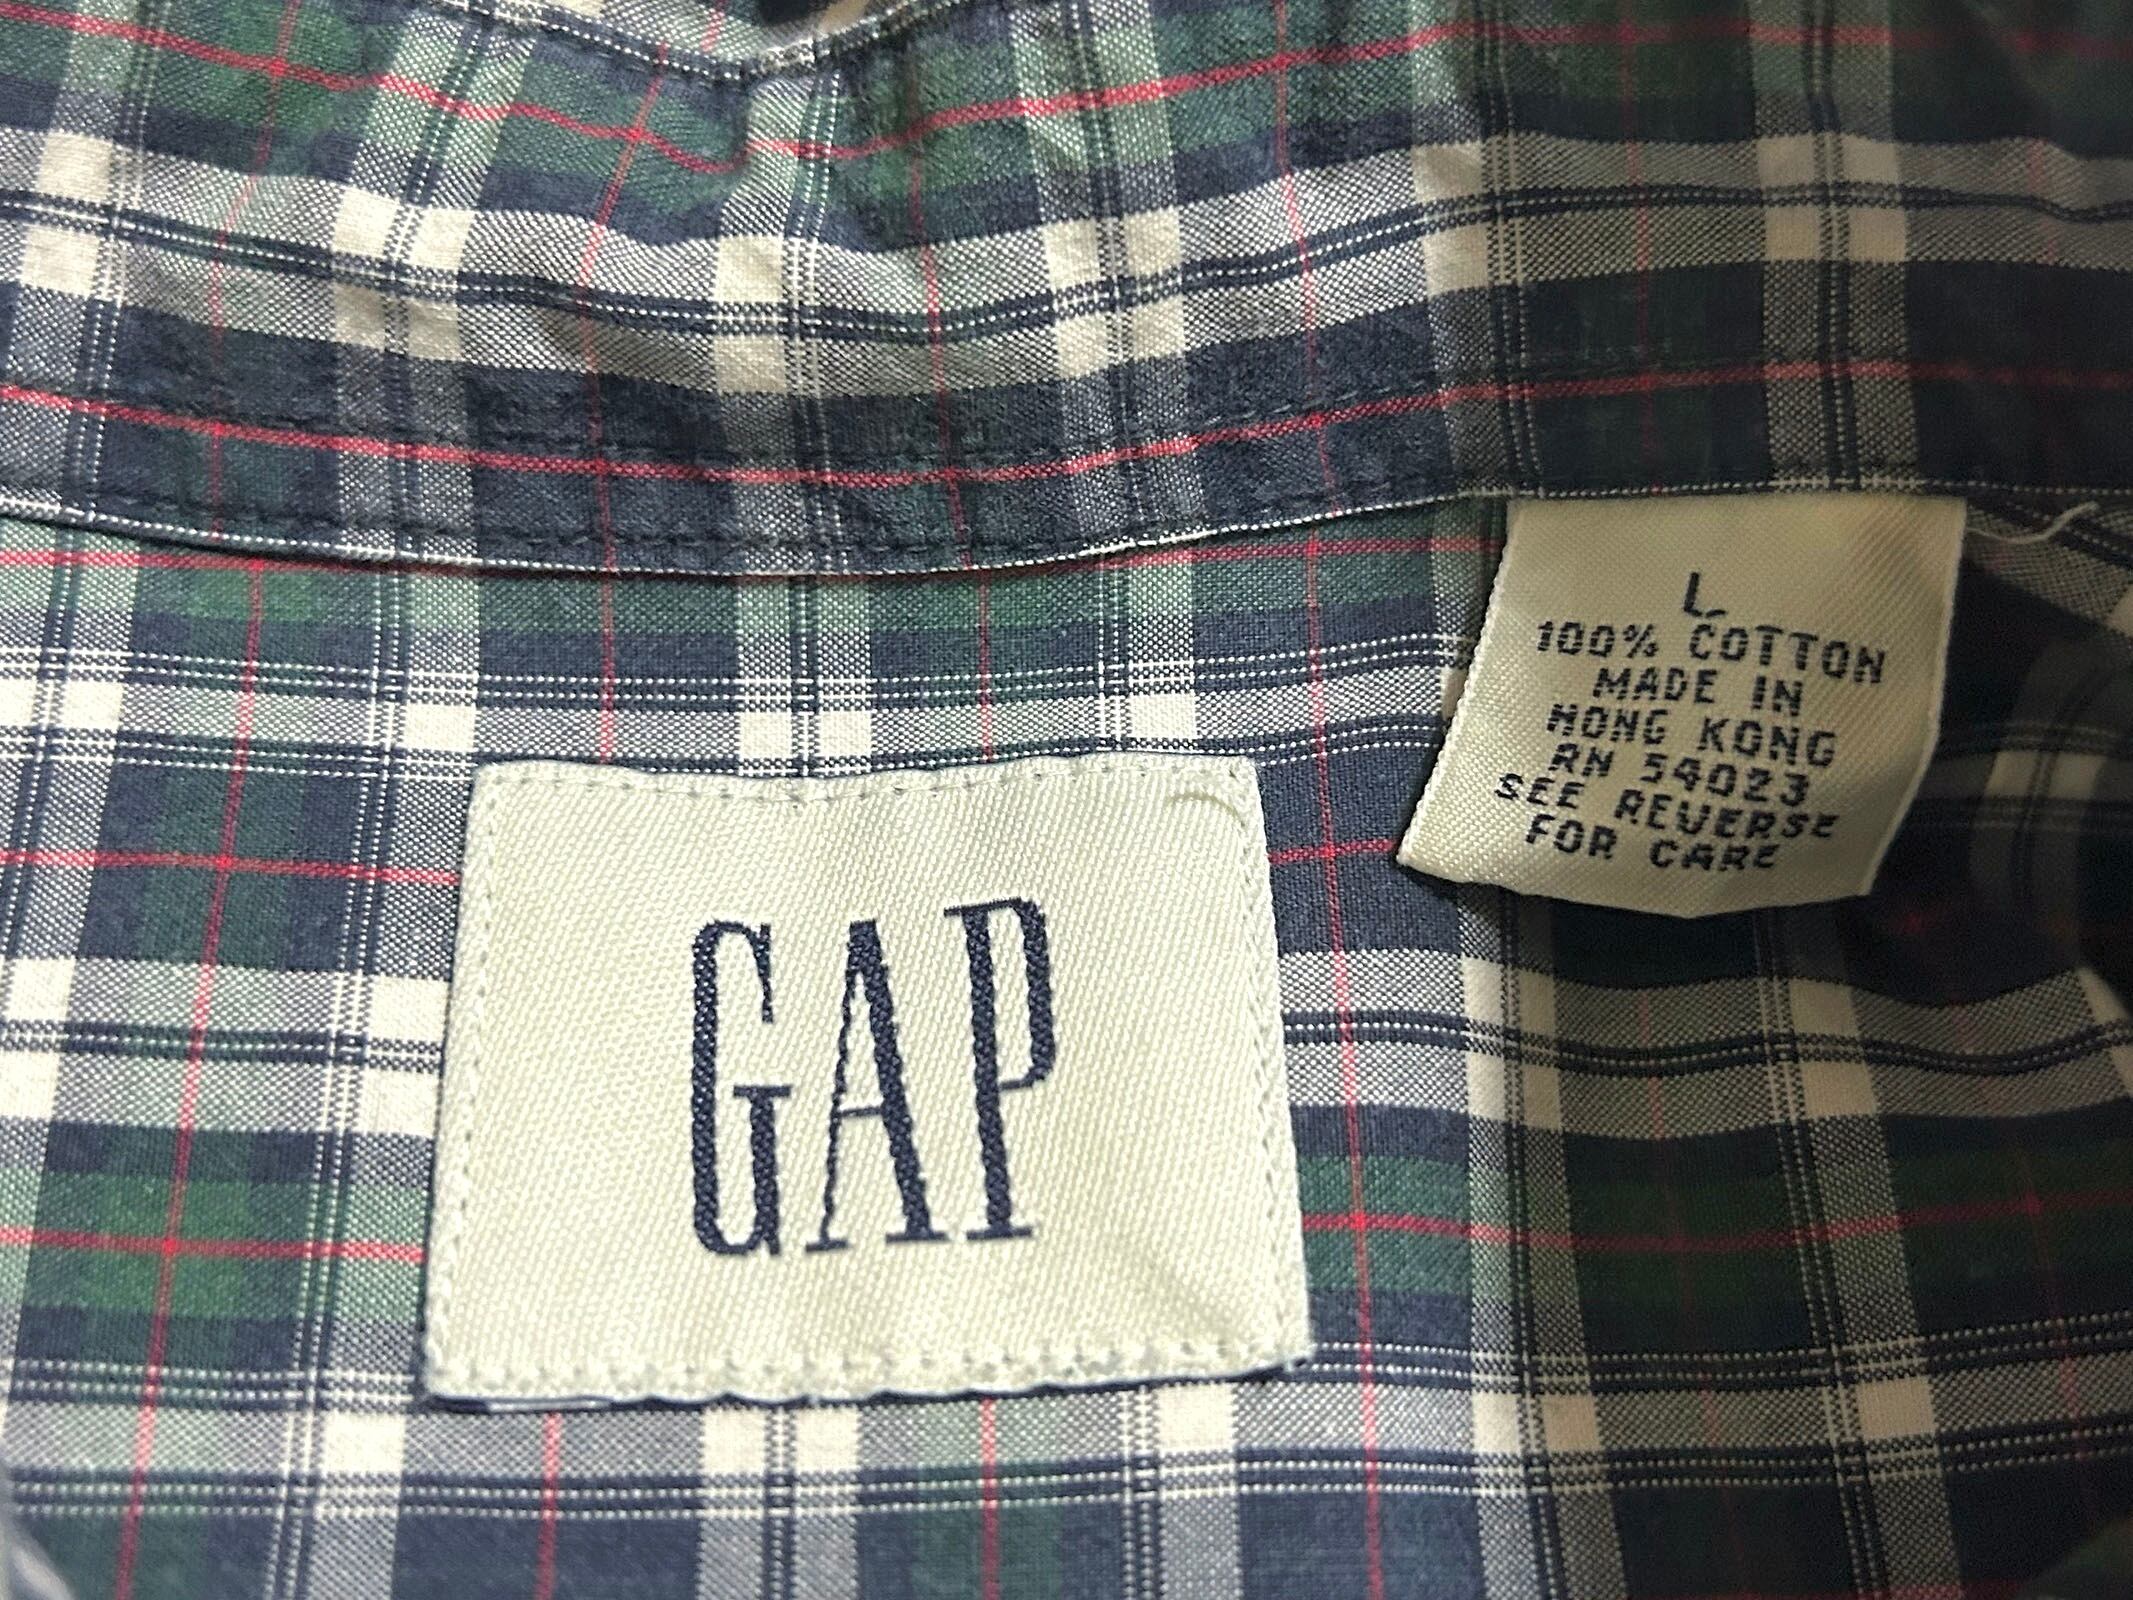 L
100% COTTON
MADE IN
HONG KONG
RN 54023
SEE REVERSE
FOR CARE
GAP